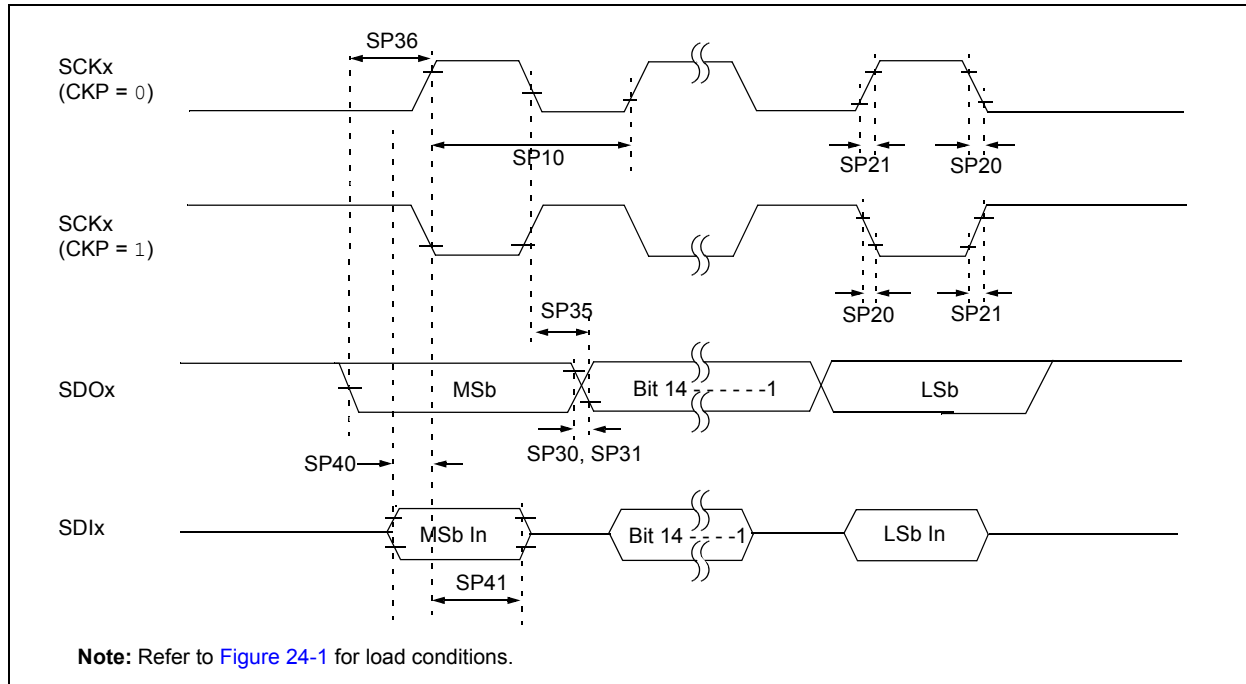 SP36
SCKx
(CKP = 0)
SP10
SP21
SP20
SCKx
(CKP = 1)
SP35
SP20
SP21
SDOx
MSb
Bit 14 - - - - - -1
LSb
SP30, SP31
SP40
SDIx
MSb In
Bit 14 - - - - -1
LSb In
SP41
Note: Refer to Figure 24-1 for load conditions.